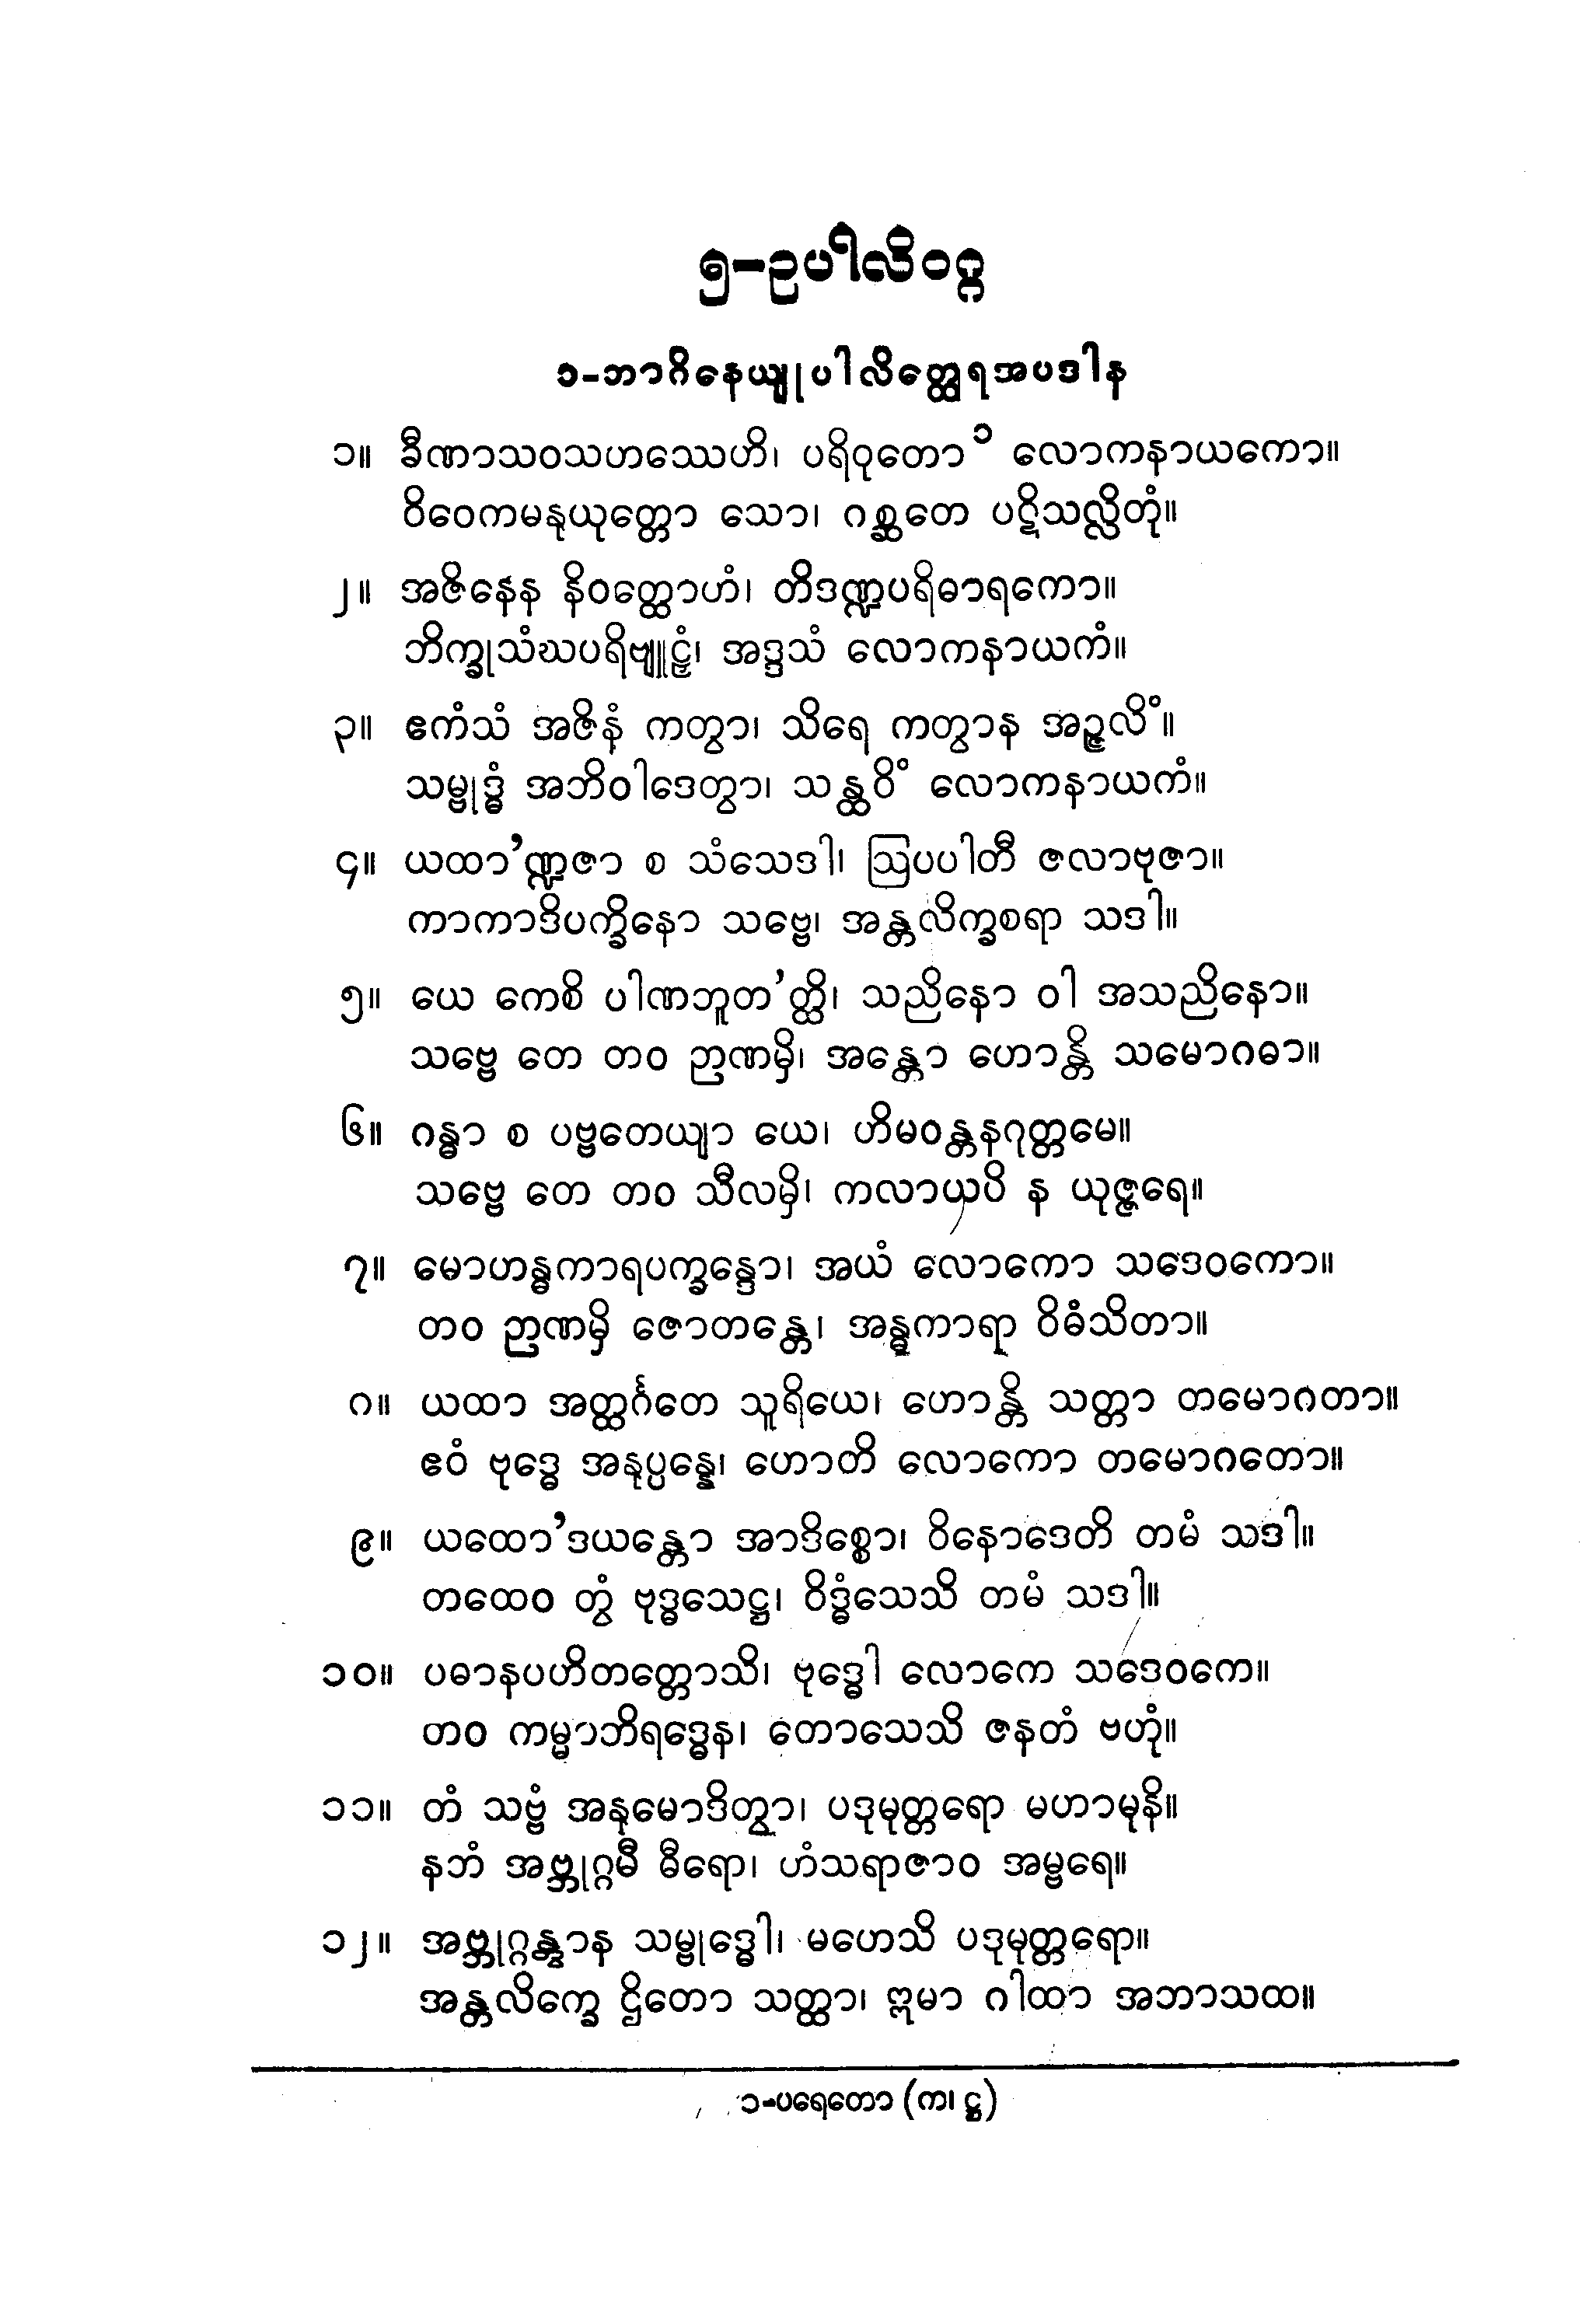 ၅-ဥပါလိဝဂ္ဂ
၁-ဘာဂိနေယျုပါလိတ္ထေရအပဒါန
၁။ ခီဏာသဝသဟဿေဟိ၊ ပရိဝုတော ၁ လောကနာယကော။
ဝိဝေကမနုယုတ္တော သော၊ ဂစ္ဆတေ ပဋိသလ္လိတုံ။
၂။ အဇိနေန နိဝတ္ထောဟံ၊ တိဒဏ္ဍပရိဓာရကော။
ဘိက္ခုသံဃပရိဗျူဠှံ၊ အဒ္ဒသံ လောကနာယကံ။
၃။ ဧကံသံ အဇိနံ ကတွာ၊ သိရေ ကတွာန အဉ္ဇလိံ။
သမ္ဗုဒ္ဓံ အဘိဝါဒေတွာ၊ သန္ထဝိံ လောကနာယကံ။
၄။ ယထာ’ဏ္ဍဇာ စ သံသေဒါ၊ ဩပပါတီ ဇလာဗုဇာ။
ကာကာဒိပက္ခိနော သဗ္ဗေ၊ အန္တလိက္ခစရာ သဒါ။
၅။ ယေ ကေစိ ပါဏဘူတ’တ္ထိ၊ သညိနော ဝါ အသညိနော။
သဗ္ဗေ တေ တဝ ဉာဏမှိ၊ အန္တော ဟောန္တိ သမောဂဓာ။
၆။ ဂန္ဓာ စ ပဗ္ဗတေယျာ ယေ၊ ဟိမဝန္တနဂုတ္တမေ။
သဗ္ဗေ တေ တဝ သီလမှိ၊ ကလာယပိ န ယုဇ္ဇရေ။
၇။ မောဟန္ဓကာရပက္ခန္ဒော၊ အယံ လောကော သဒေဝကော။
တဝ ဉာဏမှိ ဇောတန္တေ၊ အန္ဓကာရာ ဝိဓံသိတာ။
၈။ ယထာ အတ္ထင်္ဂတေ သူရိယေ၊ ဟောန္တိ သတ္တာ တမောဂတာ။
ဧဝံ ဗုဒ္ဓေ အနုပ္ပန္နေ၊ ဟောတိ လောကော တမောဂတော။
၉။ ယထော’ဒယန္တော အာဒိစ္စော၊ ဝိနောဒေတိ တမံ သဒါ။
တထေဝ တွံ ဗုဒ္ဓသေဋ္ဌ၊ ဝိဒ္ဓံသေသိ တမံ သဒါ။
၁၀။ ပဓာနပဟိတတ္တောသိ၊ ဗုဒ္ဓေါ လောကေ သဒေဝကေ။
တဝ ကမ္မာဘိရဒ္ဓေန၊ တောသေသိ ဇနတံ ဗဟုံ။
၁၁။ တံ သဗ္ဗံ အနုမောဒိတွာ၊ ပဒုမုတ္တရော မဟာမုနိ။
နဘံ အဗ္ဘုဂ္ဂမီ ဓီရော၊ ဟံသရာဇာဝ အမ္ဗရေ။
၁၂။ အဗ္ဘုဂ္ဂန္တွာန သမ္ဗုဒ္ဓေါ၊ မဟေသိ ပဒုမုတ္တရော။
အန္တလိက္ခေ ဌိတော သတ္ထာ၊ ဣမာ ဂါထာ အဘာသထ။
၁-ပရေတော (က၊ ဋ္ဌ)